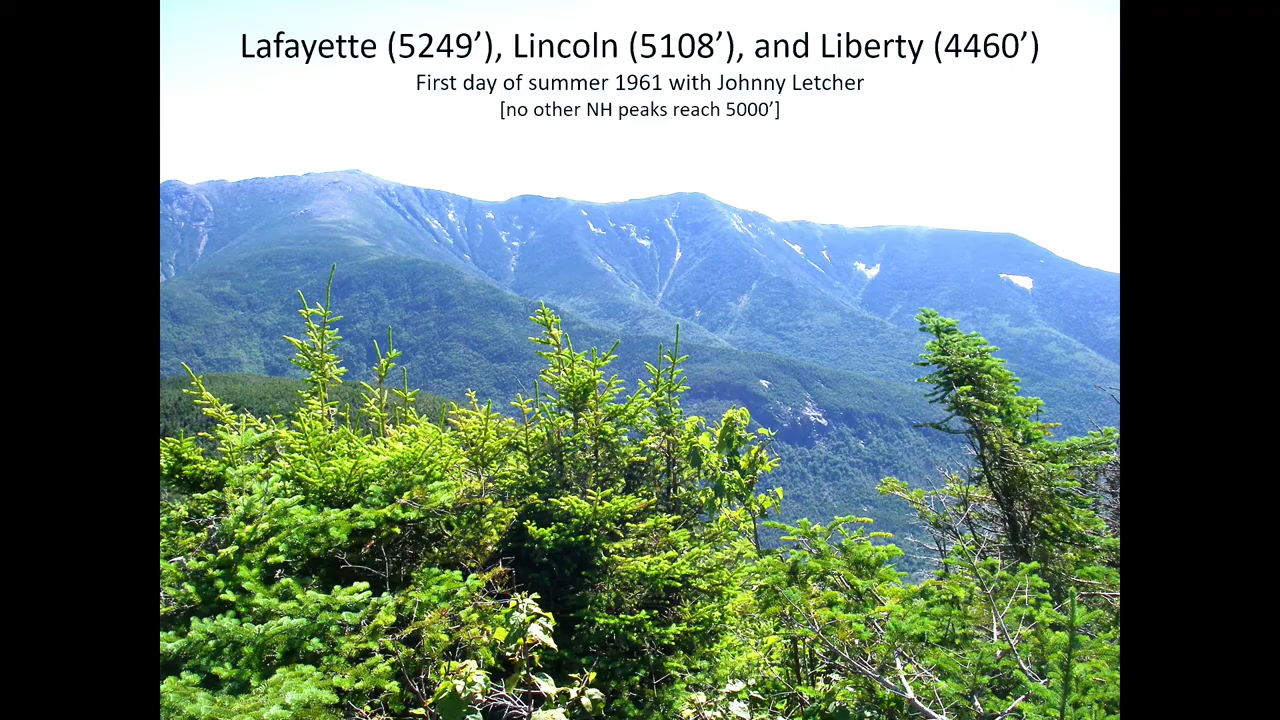 Lafayette (5249’), Lincoln (5108’), and Liberty (4460’)
First day of summer 1961 with Johnny Letcher
[no other NH peaks reach 5000’]